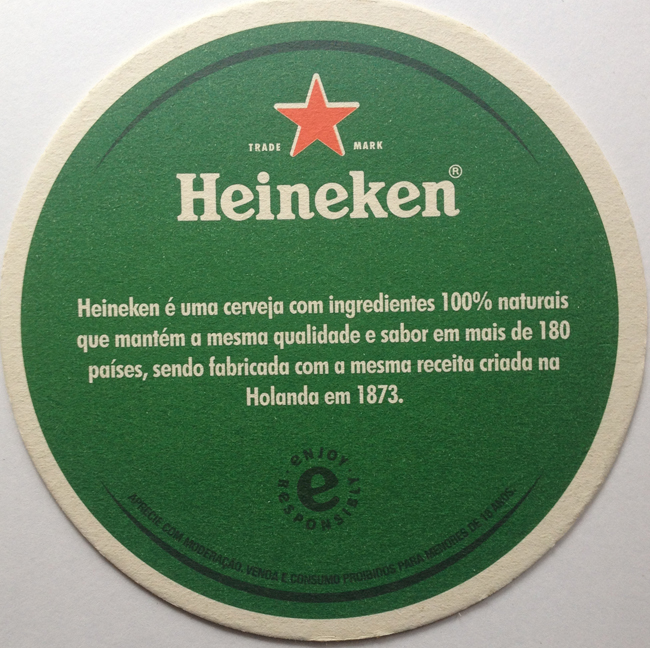 TRADE MARK
Heineken®
Heineken é uma cerveja com ingredientes 100% naturais
que mantém a mesma qualidade e sabor em mais de 180
países, sendo fabricada com a mesma receita criada na
Holanda em 1873.
ENJOY
e
RESPONSIBLY
APRECIE COM MODERAÇÃO. VENDA E CONSUMO PROIBIDOS PARA MENORES DE 18 ANOS.